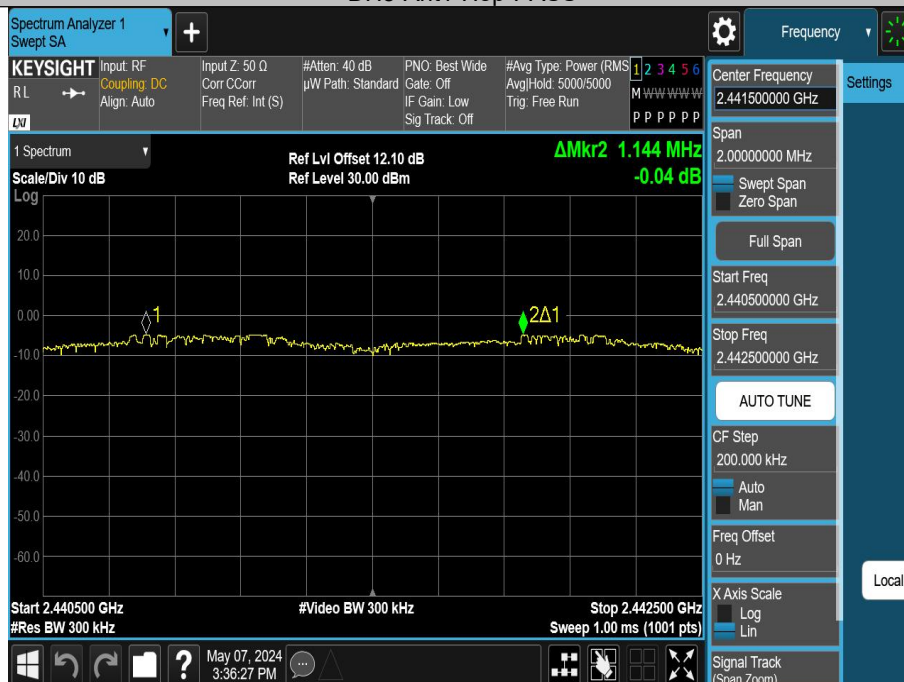 Spectrum Analyzer 1
Swept SA
+
Frequency
KEYSIGHT
RL
LXI
Input: RF
Coupling: DC
Align: Auto
Input Z: 50 Ω
Corr CCorr
Freq Ref: Int (S)
#Atten: 40 dB
µW Path: Standard
PNO: Best Wide
Gate: Off
IF Gain: Low
Sig Track: Off
#Avg Type: Power (RMS
Avg|Hold: 5000/5000
Trig: Free Run
1 2 3 4 5 6
M W W W W W
P P P P P P
1 Spectrum
Scale/Div 10 dB
Log
Ref Lvl Offset 12.10 dB
Ref Level 30.00 dBm
ΔMkr2 1.144 MHz
-0.04 dB
20.0
10.0
0.00
-10.0
-20.0
-30.0
-40.0
-50.0
-60.0
1
2Δ1
Start 2.440500 GHz
#Res BW 300 kHz
#Video BW 300 kHz
Stop 2.442500 GHz
Sweep 1.00 ms (1001 pts)
?
May 07, 2024
3:36:27 PM
Center Frequency
2.441500000 GHz
Span
2.00000000 MHz
Swept Span
Zero Span
Full Span
Start Freq
2.440500000 GHz
Stop Freq
2.442500000 GHz
AUTO TUNE
CF Step
200.000 kHz
Auto
Man
Freq Offset
0 Hz
X Axis Scale
Log
Lin
Signal Track
(Span Zoom)
Settings
Local